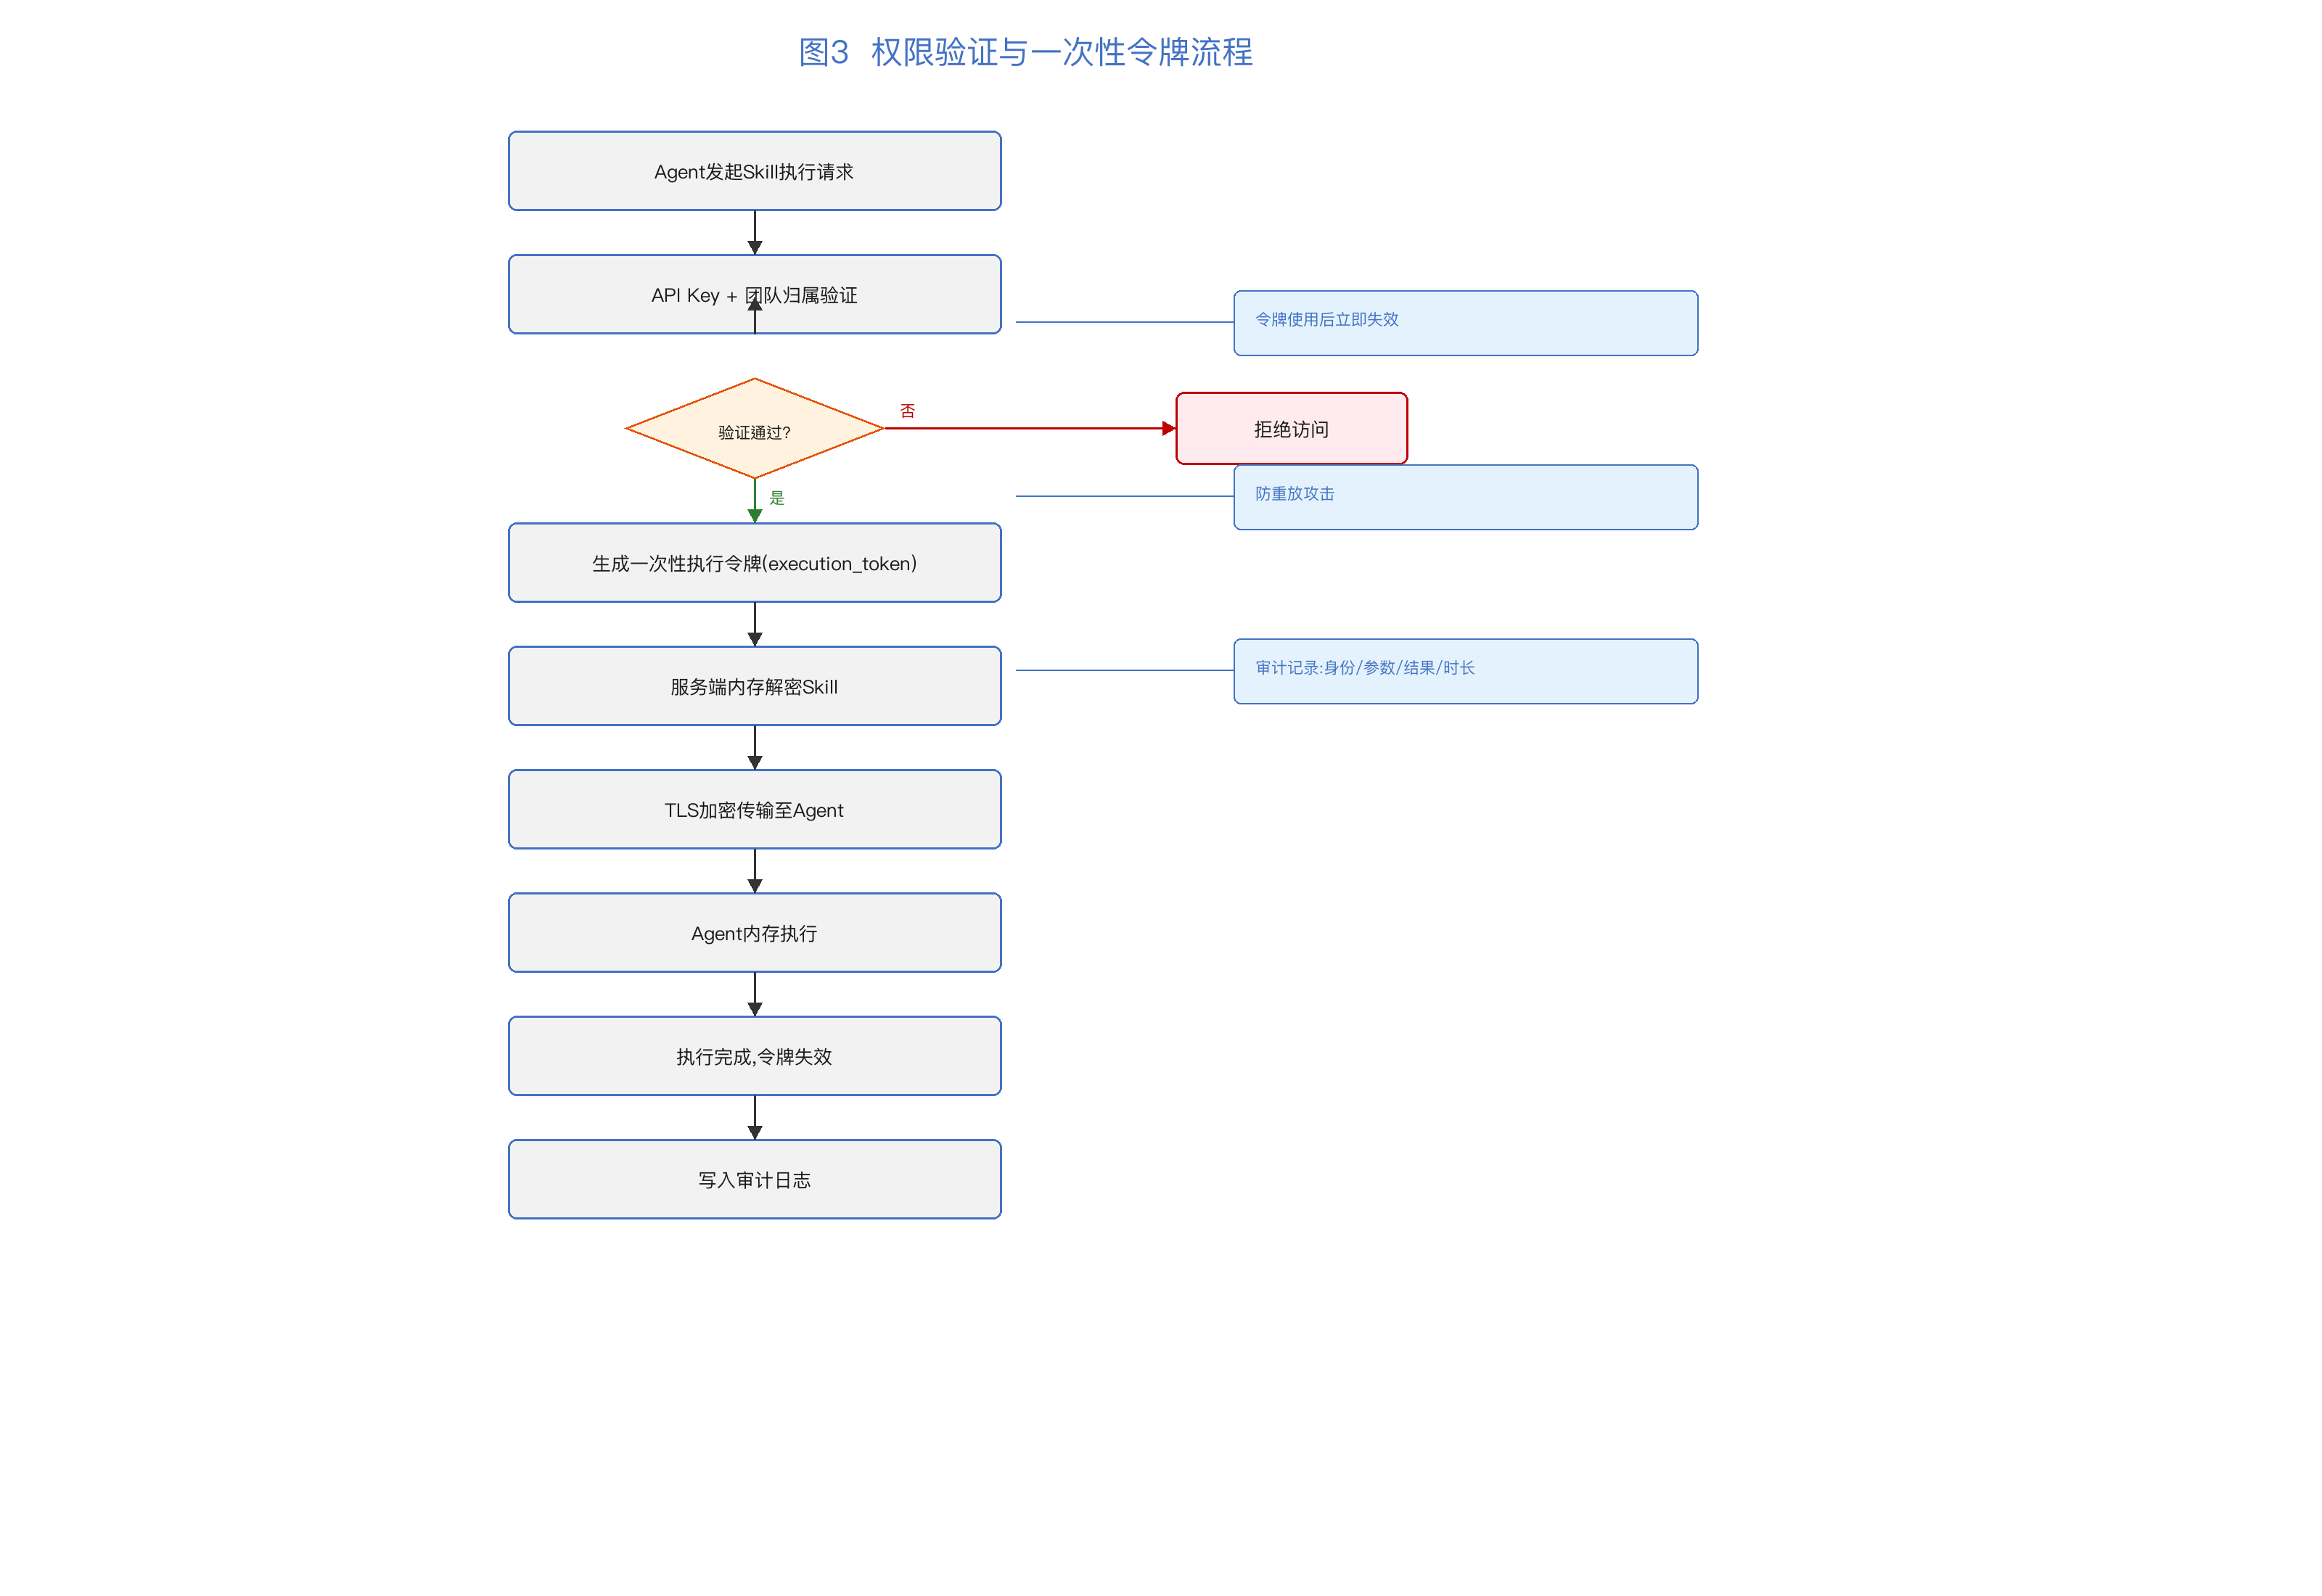 图3 权限验证与一次性令牌流程
Agent发起Skill执行请求
API Key + 团队归属验证
令牌使用后立即失效
验证通过?
否
拒绝访问
是
防重放攻击
生成一次性执行令牌(execution_token)
服务端内存解密Skill
审计记录:身份/参数/结果/时长
TLS加密传输至Agent
Agent内存执行
执行完成,令牌失效
写入审计日志